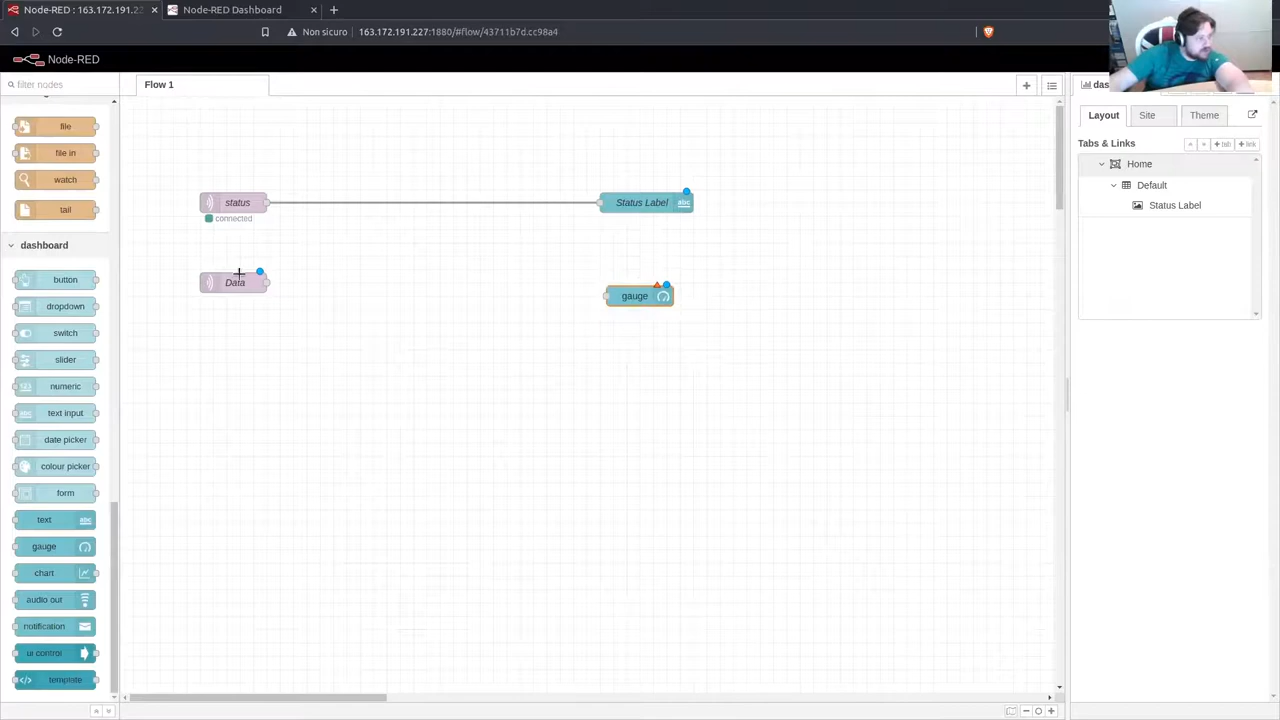 Node-RED : 163.172.191.22
Node-RED Dashboard
Non sicuro
163.172.191.227:1880/#flow/43711b7d.cc98a4
Node-RED
filter nodes
Flow 1
file
file in
watch
tail
dashboard
button
dropdown
switch
slider
numeric
text input
date picker
colour picker
form
text
gauge
chart
audio out
notification
ui control
template
status
connected
Status Label
abc
Data
gauge
Layout
Site
Theme
Tabs & Links
tab
link
Home
Default
Status Label